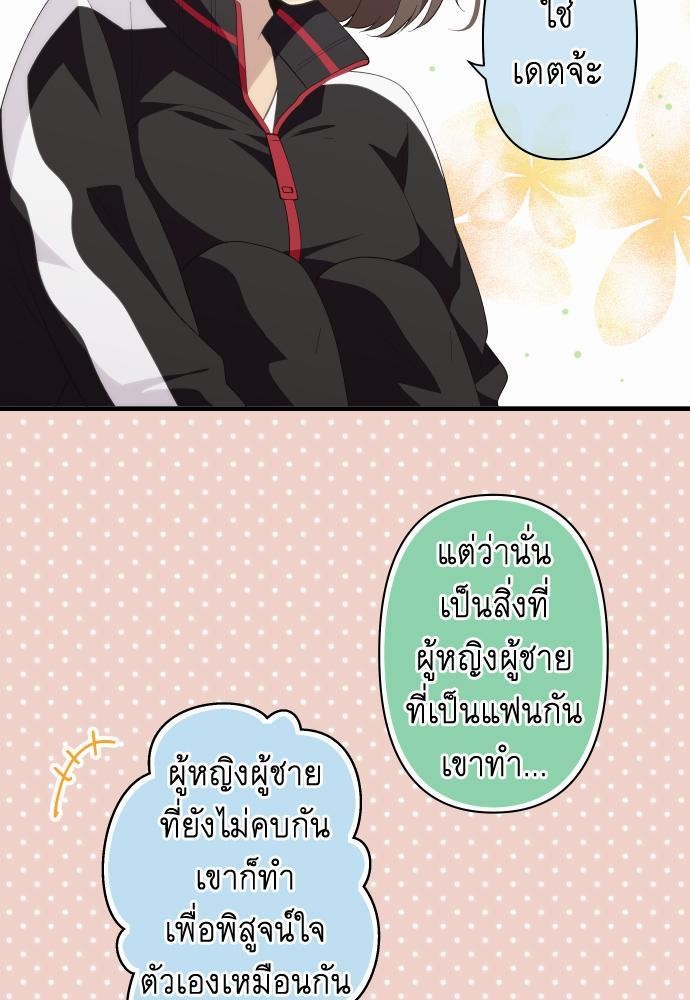 ใช่
เดตจ้ะ
แต่ว่านั่น
เป็นสิ่งที่
ผู้หญิงผู้ชาย
ที่เป็นแฟนกัน
เขาทำ...
ผู้หญิงผู้ชาย
ที่ยังไม่คบกัน
เขาก็ทำ
เพื่อพิสูจน์ใจ
ตัวเองเหมือนกัน